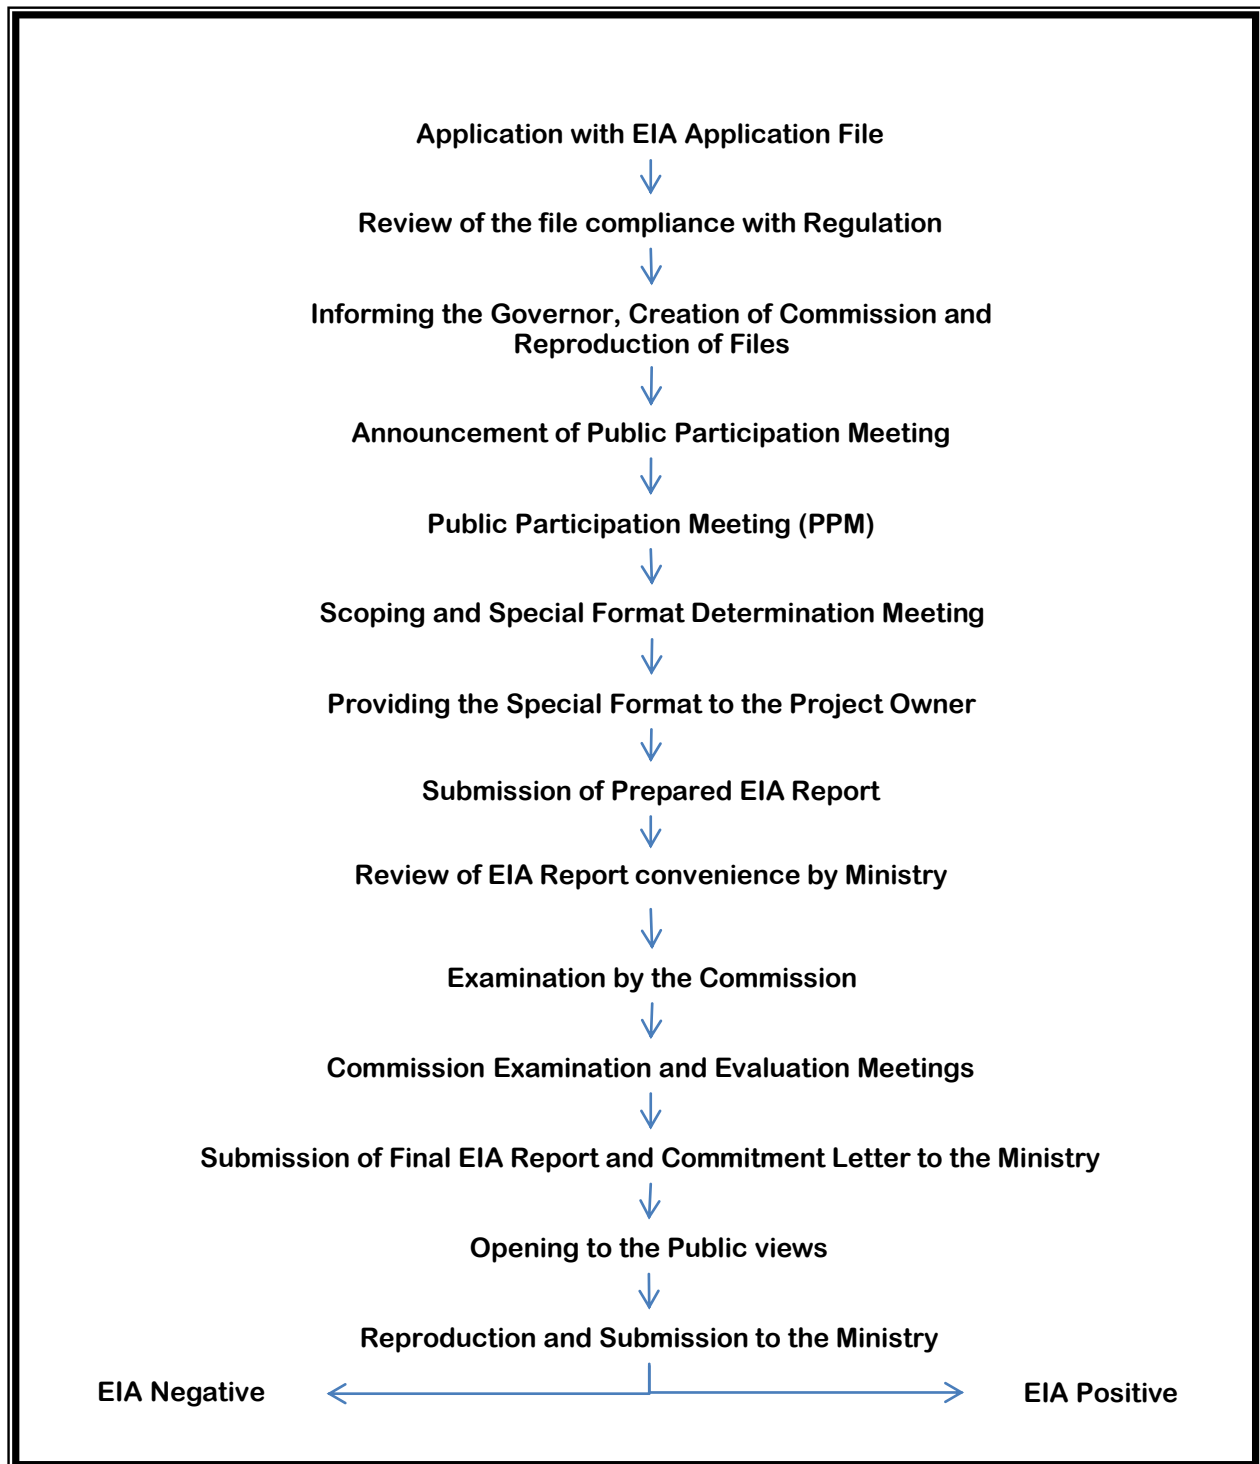 Application with EIA Application File
Review of the file compliance with Regulation
Informing the Governor, Creation of Commission and
Reproduction of Files
Announcement of Public Participation Meeting
Public Participation Meeting (PPM)
Scoping and Special Format Determination Meeting
Providing the Special Format to the Project Owner
Submission of Prepared EIA Report
Review of EIA Report convenience by Ministry
Examination by the Commission
Commission Examination and Evaluation Meetings
Submission of Final EIA Report and Commitment Letter to the Ministry
Opening to the Public views
Reproduction and Submission to the Ministry
EIA Negative
EIA Positive